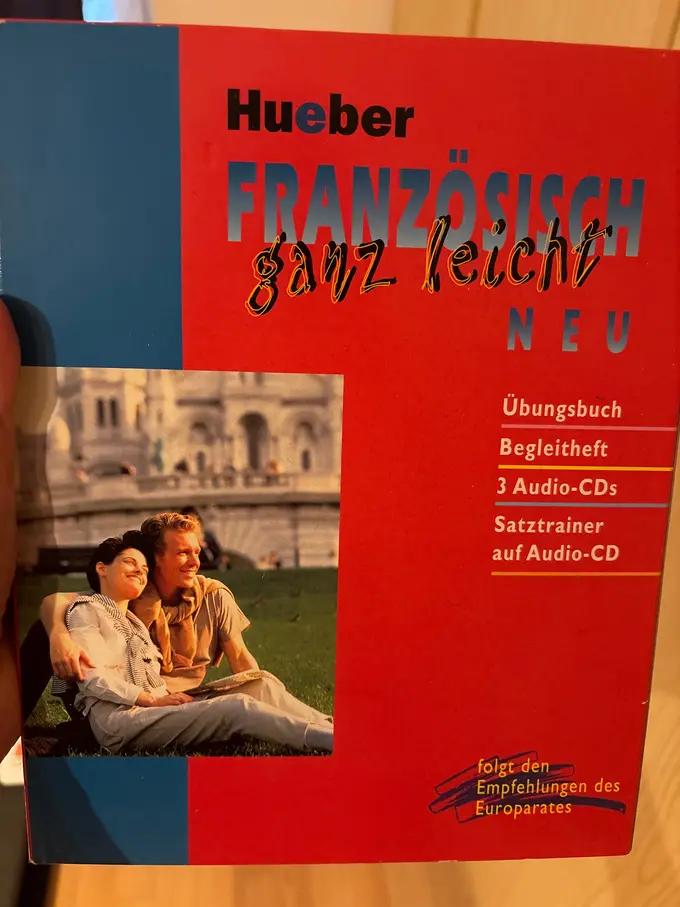 Hueber
FRANZÖSISCH
ganz leicht
NEU
Übungsbuch
Begleitheft
3 Audio-CDs
Satztrainer
auf Audio-CD
folgt den
Empfehlungen des
Europarates